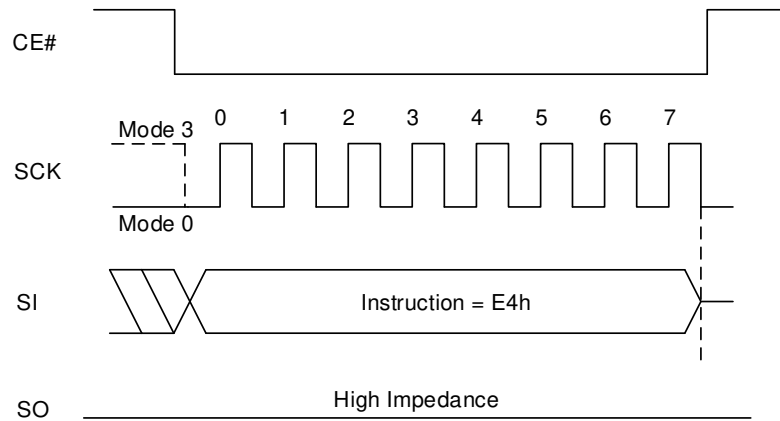 CE#
Mode 3 0 1 2 3 4 5 6 7
SCK
Mode 0
SI Instruction = E4h
SO High Impedance